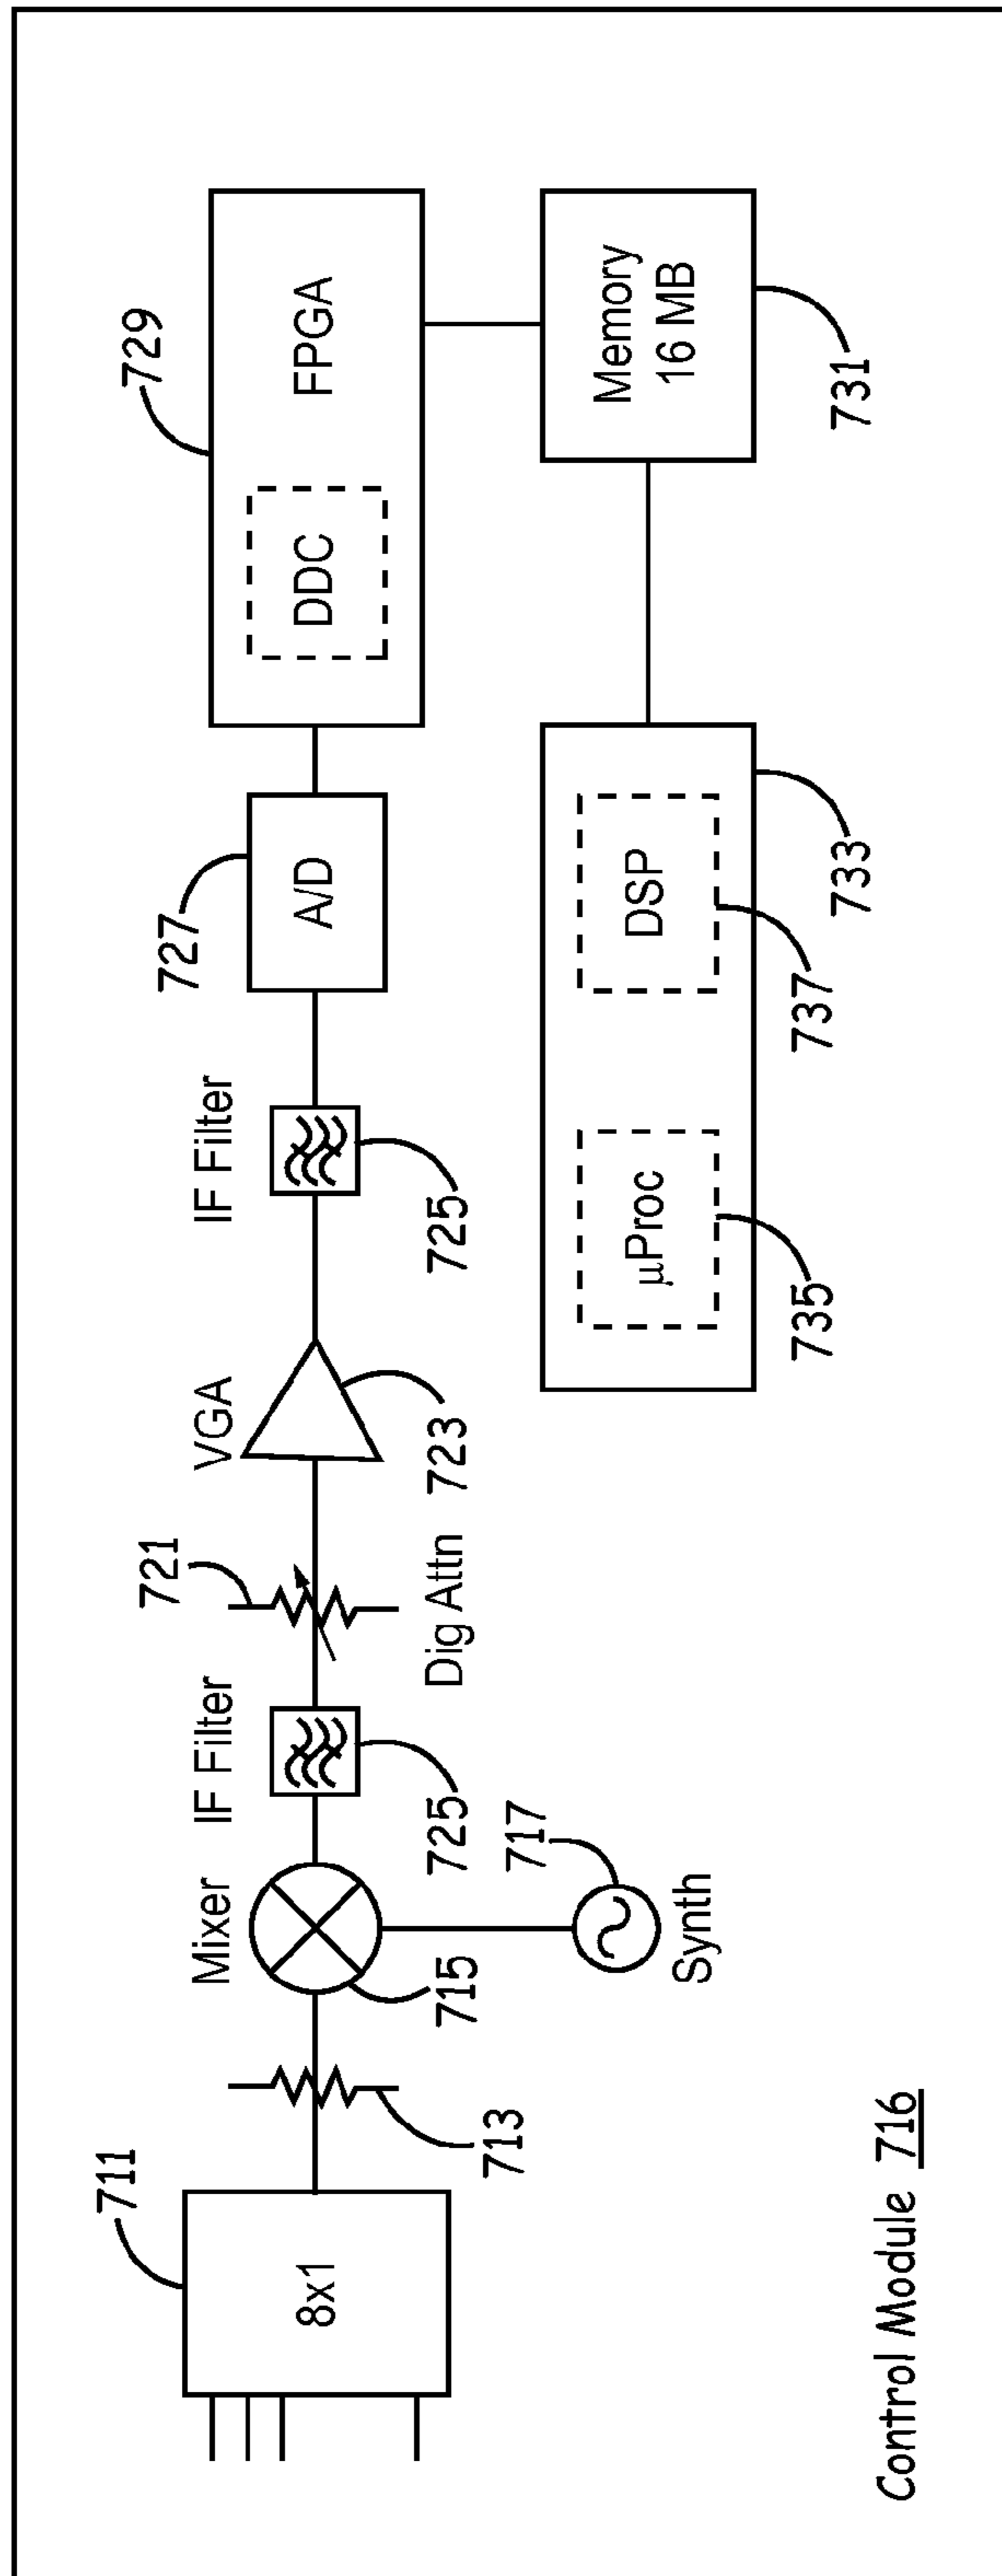 711
8x1
713
Mixer
715
717
Synth
IF Filter
725
721
Dig Attn
VGA
723
IF Filter
725
727
A/D
729
DDC
FPGA
Memory
16 MB
731
μProc
735
DSP
737
733
Control Module 716